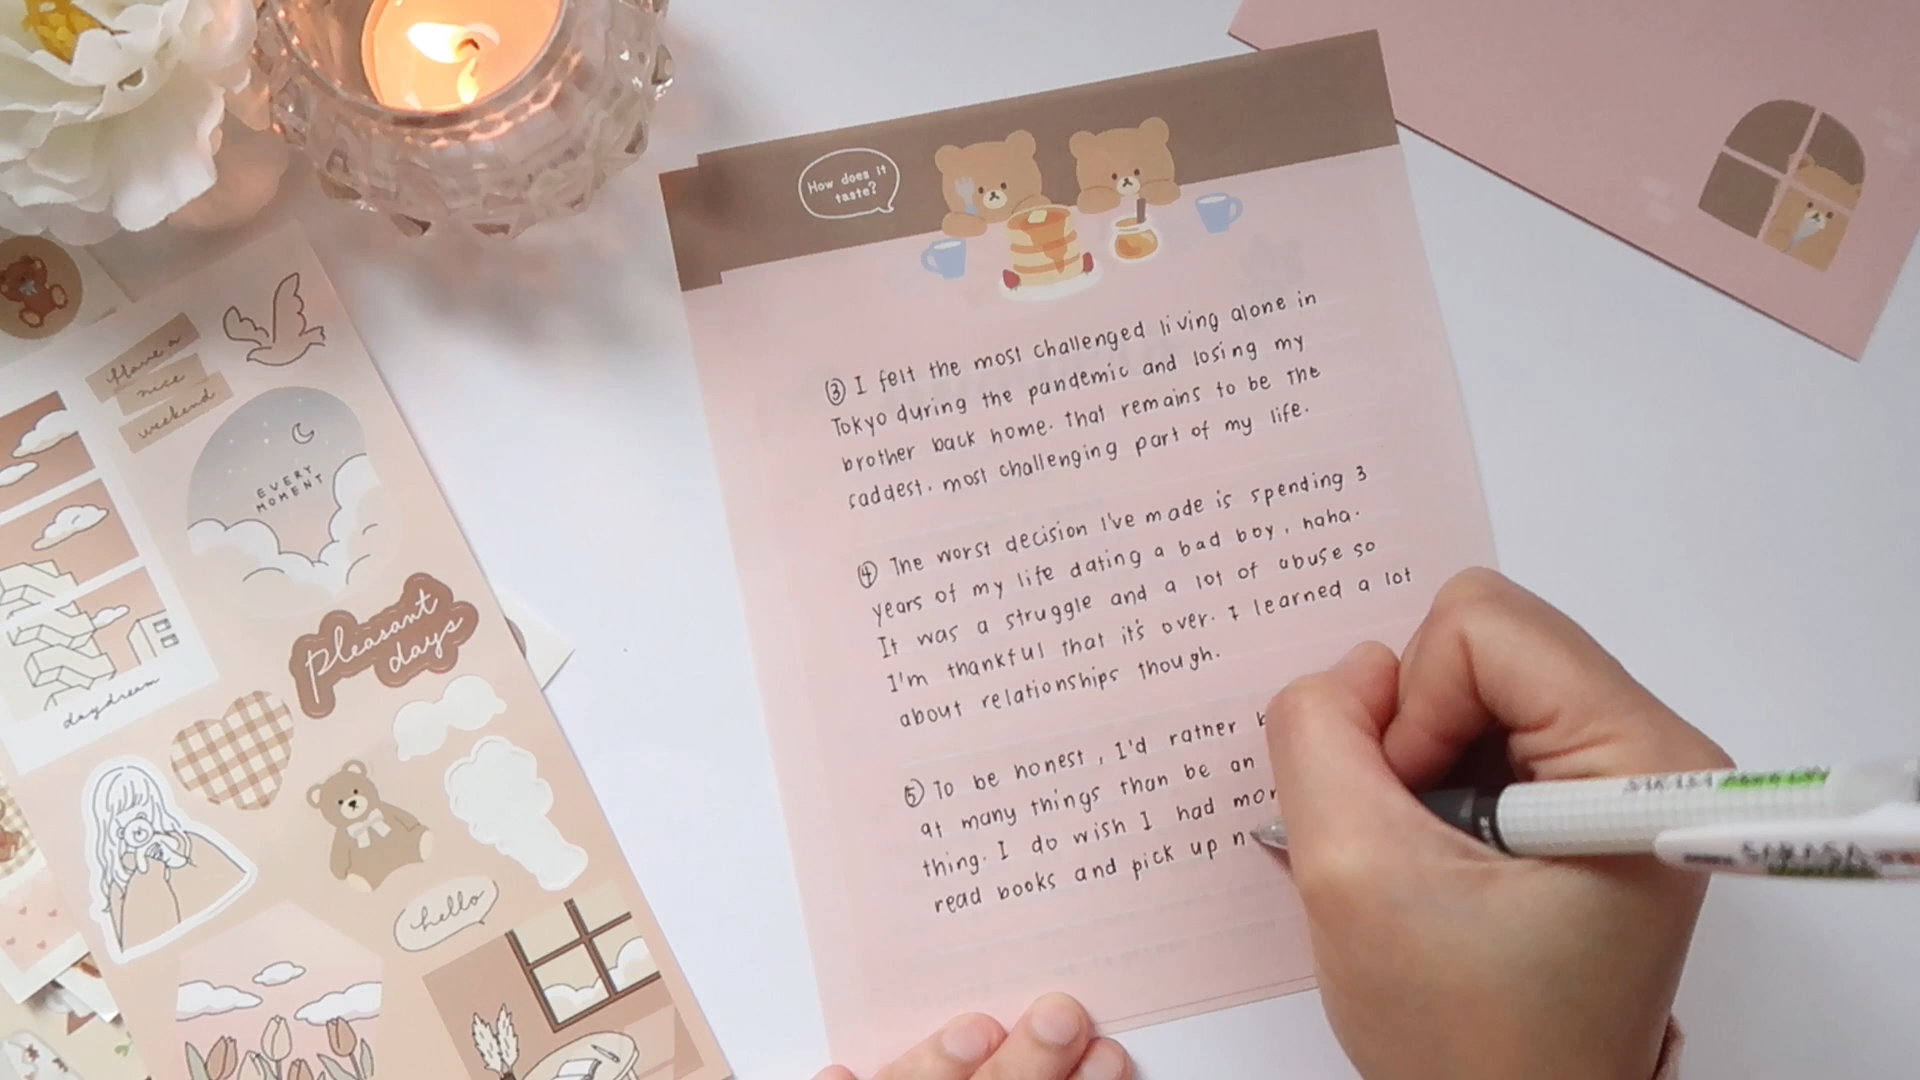 How does it
taste?
③ I felt the most challenged living alone in
Tokyo during the pandemic and losing my
brother back home. That remains to be the
saddest, most challenging part of my life.
④ The worst decision I've made is spending 3
years of my life dating a bad boy, haha.
It was a struggle and a lot of abuse so
I'm thankful that it's over. I learned a lot
about relationships though.
⑤ To be honest, I'd rather
at many things than be an
thing. I do wish I had
read books and pick up
Have a
nice
weekend
EVERY
MOMENT
pleasant
days
daydream
hello